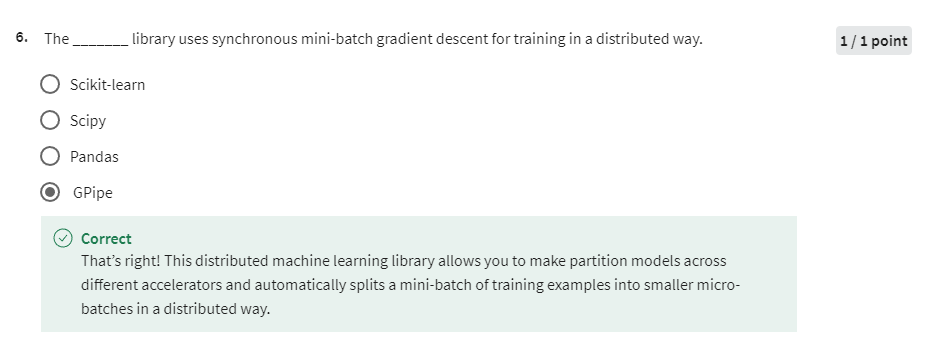 6. The _______ library uses synchronous mini-batch gradient descent for training in a distributed way.
1 / 1 point
Scikit-learn
Scipy
Pandas
GPipe
Correct
That's right! This distributed machine learning library allows you to make partition models across
different accelerators and automatically splits a mini-batch of training examples into smaller micro-
batches in a distributed way.